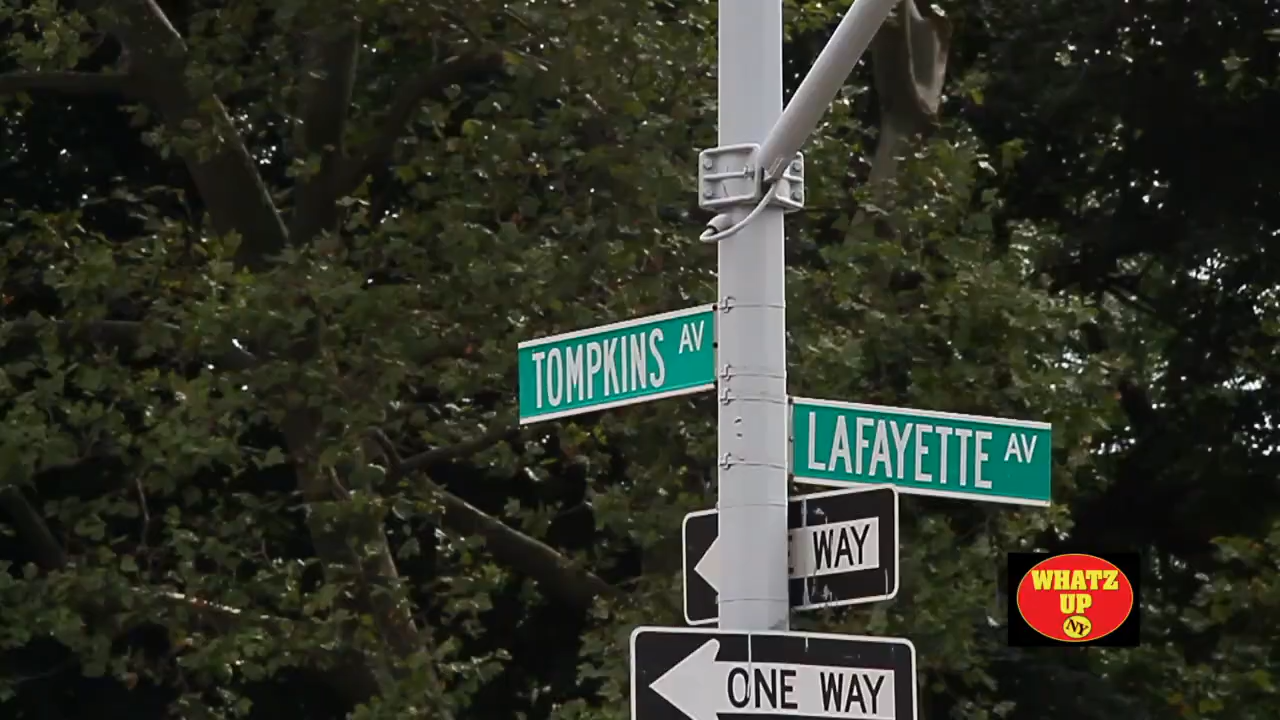 TOMPKINS AV
LAFAYETTE AV
WAY
ONE WAY
WHATZ
UP
NY